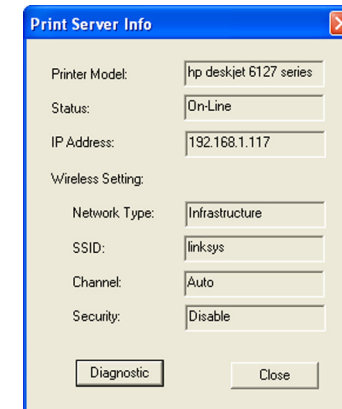 Print Server Info
Printer Model: hp deskjet 6127 series
Status: On-Line
IP Address: 192.168.1.117
Wireless Setting:
Network Type: Infrastructure
SSID: linksys
Channel: Auto
Security: Disable
Diagnostic Close